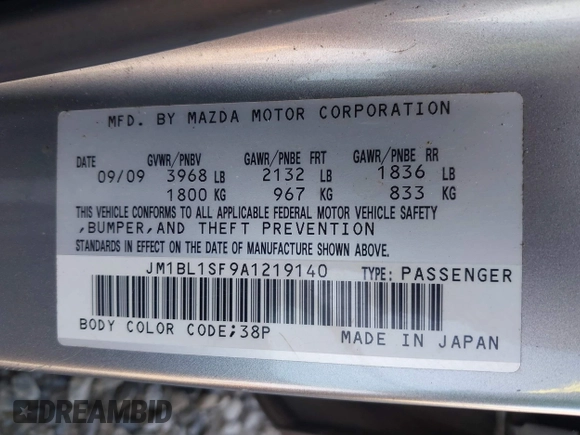 MFD. BY MAZDA MOTOR CORPORATION
DATE GVWR/PNBV GAWR/PNBE FRT GAWR/PNBE RR
09/09 3968 LB 2132 LB 1836 LB
1800 KG 967 KG 833 KG
THIS VEHICLE CONFORMS TO ALL APPLICABLE FEDERAL MOTOR VEHICLE SAFETY
,BUMPER,AND THEFT PREVENTION
STANDARDS IN EFFECT ON THE DATE OF MANUFACTURE SHOWN ABOVE.
JM1BL1SF9A1219140 TYPE: PASSENGER
BODY COLOR CODE;38P MADE IN JAPAN
DREAMBID